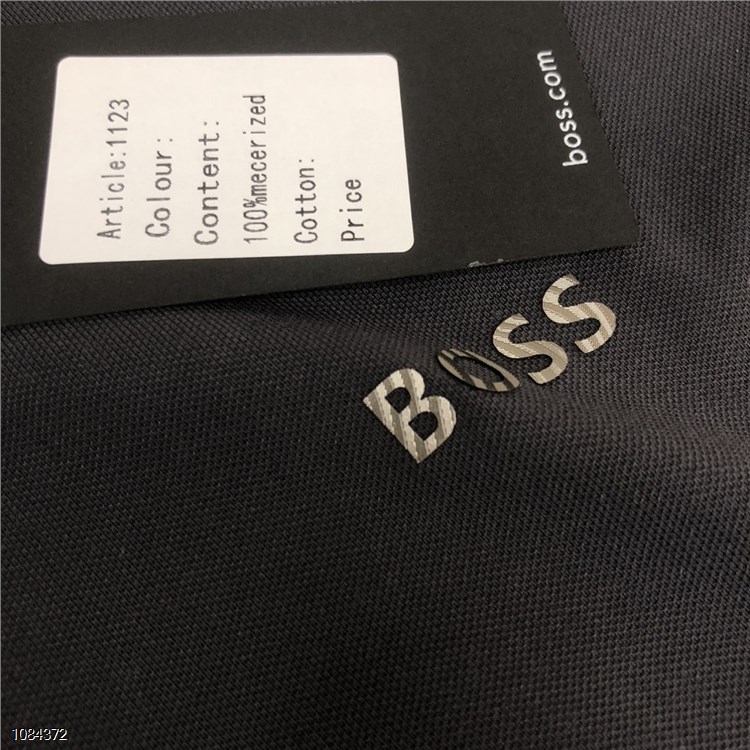 Article:1123
Colour:
Content:
100%mecerized
Cotton:
Price
boss.com
BOSS
1084372